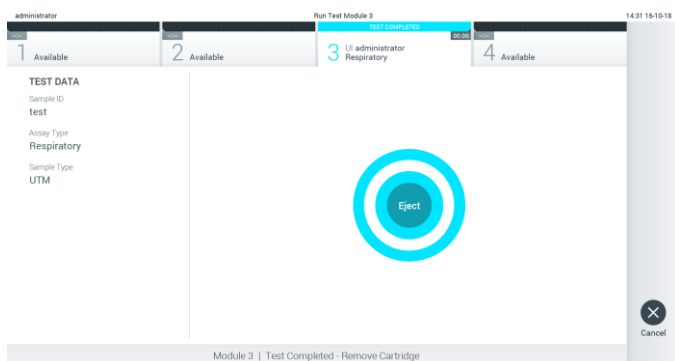 administrator
Run Test Module 3
14:31 16-10-18
TEST COMPLETED
00:00
1 Available
2 Available
3 UI administrator
Respiratory
4 Available
TEST DATA
Sample ID
test
Assay Type
Respiratory
Sample Type
UTM
Eject
Cancel
Module 3 | Test Completed - Remove Cartridge